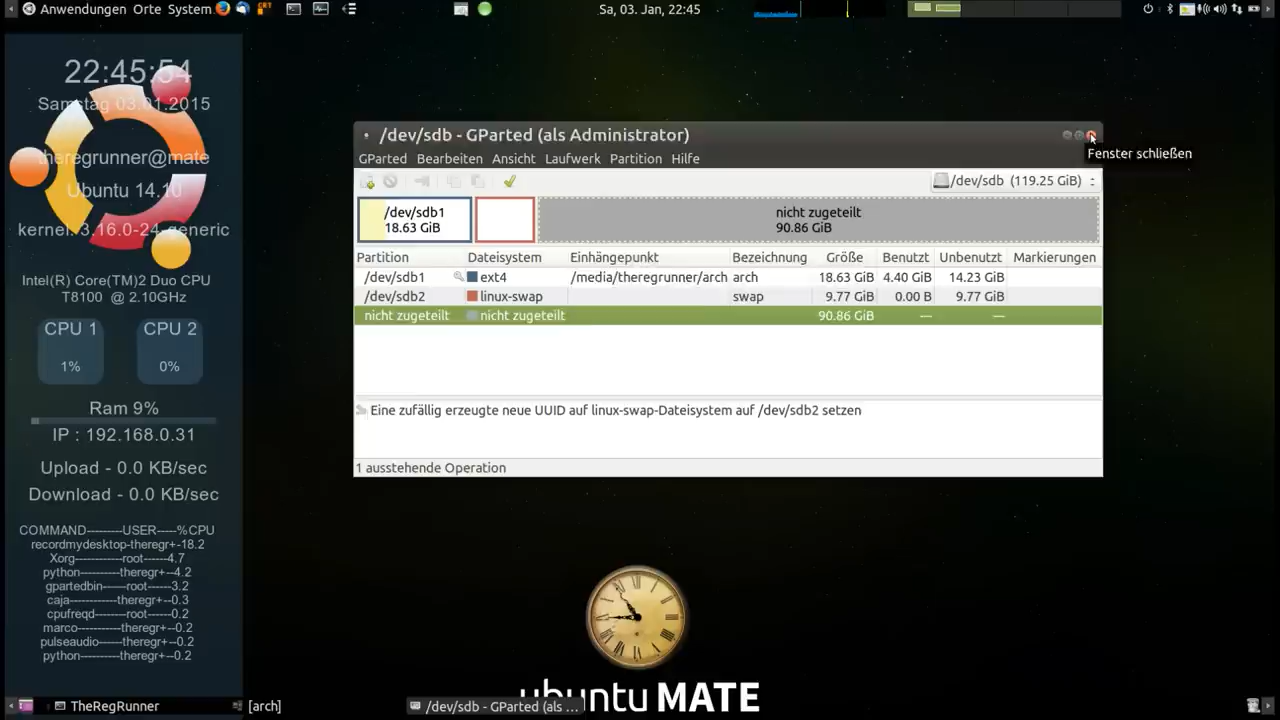 Anwendungen Orte System
Sa, 03. Jan, 22:45
22:45:54
Samstag 03.01.2015
theregrunner@mate
Ubuntu 14.10
kernel: 3.16.0-24-generic
Intel(R) Core(TM)2 Duo CPU
T8100 @ 2.10GHz
CPU 1 CPU 2
1% 0%
Ram 9%
IP : 192.168.0.31
Upload - 0.0 KB/sec
Download - 0.0 KB/sec
COMMAND---------USER-----%CPU
recordmydesktop-theregr+-18.2
Xorg------------root------4.7
python----------theregr+--4.2
gpartedbin------root------3.2
caja------------theregr+--0.3
cpufreqd--------root------0.2
marco-----------theregr+--0.2
pulseaudio------theregr+--0.2
python----------theregr+--0.2
/dev/sdb - GParted (als Administrator)
Fenster schließen
GParted Bearbeiten Ansicht Laufwerk Partition Hilfe
/dev/sdb (119.25 GiB)
/dev/sdb1
18.63 GiB
nicht zugeteilt
90.86 GiB
Partition Dateisystem Einhängepunkt Bezeichnung Größe Benutzt Unbenutzt Markierungen
/dev/sdb1 ext4 /media/theregrunner/arch arch 18.63 GiB 4.40 GiB 14.23 GiB
/dev/sdb2 linux-swap swap 9.77 GiB 0.00 B 9.77 GiB
nicht zugeteilt nicht zugeteilt 90.86 GiB — —
Eine zufällig erzeugte neue UUID auf linux-swap-Dateisystem auf /dev/sdb2 setzen
1 ausstehende Operation
ubuntu MATE
TheRegRunner [arch] /dev/sdb - GParted (als ...